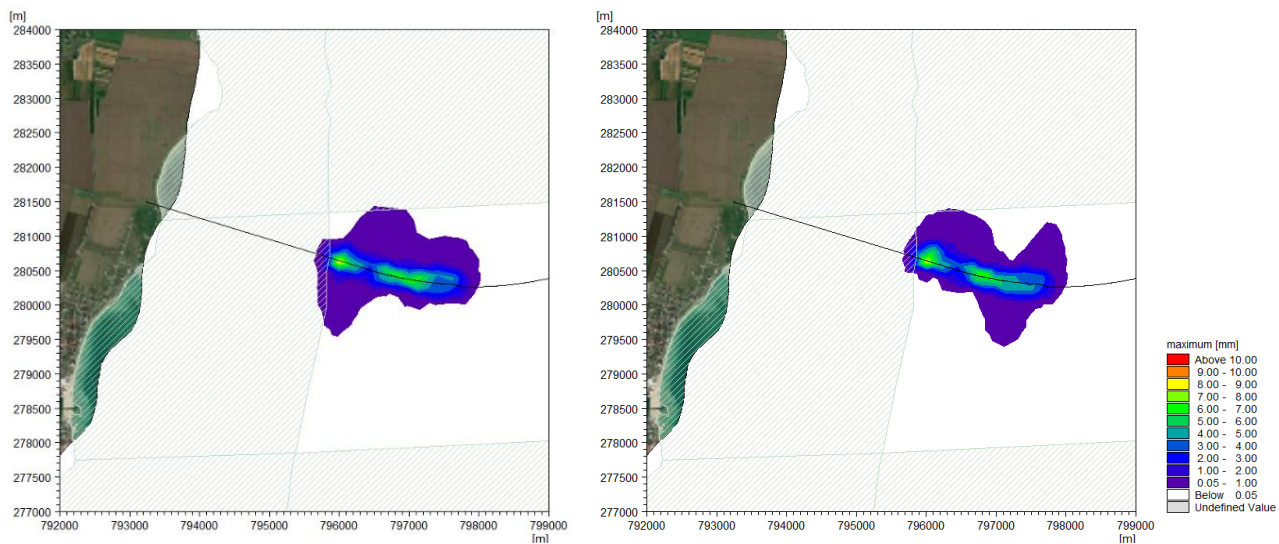 [m]
284000
283500
283000
282500
282000
281500
281000
280500
280000
279500
279000
278500
278000
277500
277000
792000 793000 794000 795000 796000 797000 798000 799000
[m]
[m]
284000
283500
283000
282500
282000
281500
281000
280500
280000
279500
279000
278500
278000
277500
277000
792000 793000 794000 795000 796000 797000 798000 799000
[m]
maximum [mm]
Above 10.00
9.00 - 10.00
8.00 - 9.00
7.00 - 8.00
6.00 - 7.00
5.00 - 6.00
4.00 - 5.00
3.00 - 4.00
2.00 - 3.00
1.00 - 2.00
0.05 - 1.00
Below 0.05
Undefined Value